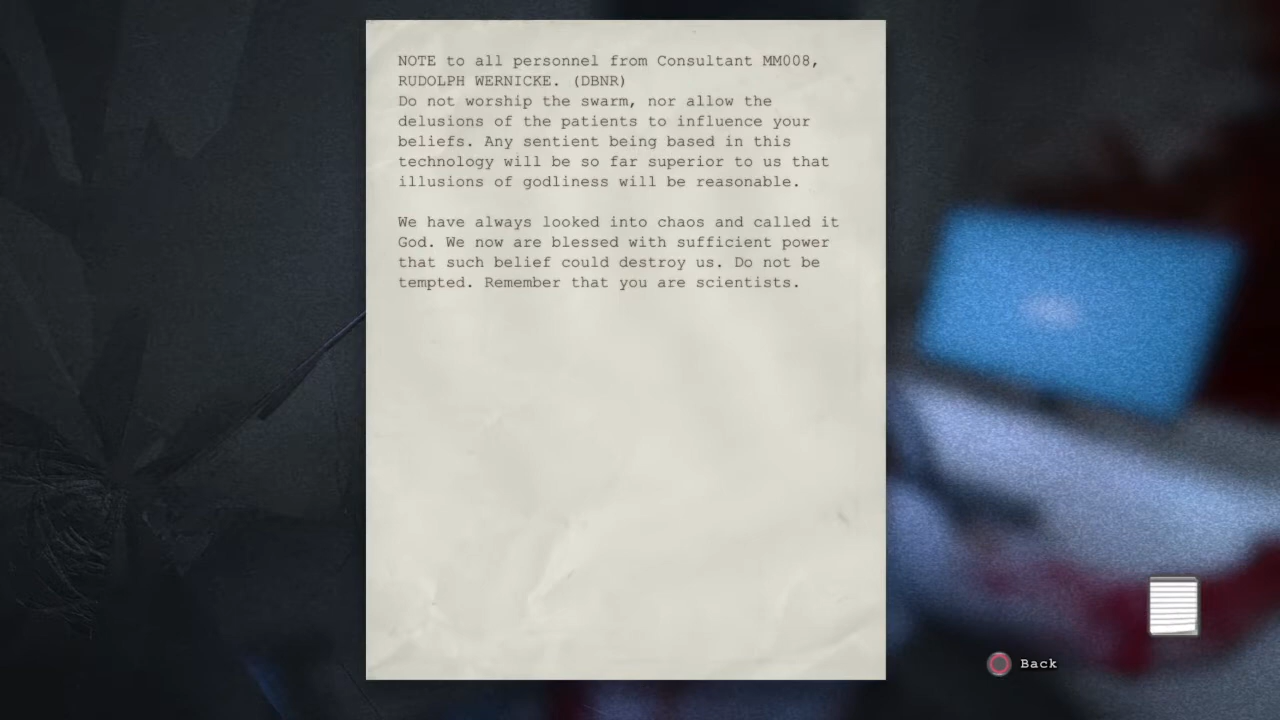 NOTE to all personnel from Consultant MM008,
RUDOLPH WERNICKE. (DBNR)
Do not worship the swarm, nor allow the
delusions of the patients to influence your
beliefs. Any sentient being based in this
technology will be so far superior to us that
illusions of godliness will be reasonable.

We have always looked into chaos and called it
God. We now are blessed with sufficient power
that such belief could destroy us. Do not be
tempted. Remember that you are scientists.
Back